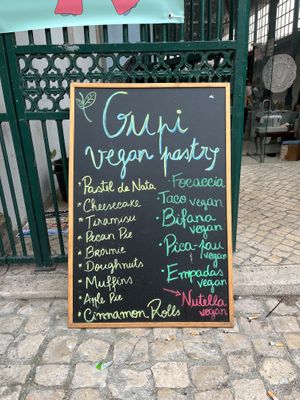 Gupi
vegan pastry
Pastil de Nata
Cheesecake
Tiramisu
Pecan Pie
Brownie
Doughnuts
Muffins
Apple Pie
Cinnamon Rolls
Focaccia
Taco vegan
Bifana
vegan
Pica-pau
vegan
Empadas
vegan
Nutella
vegan